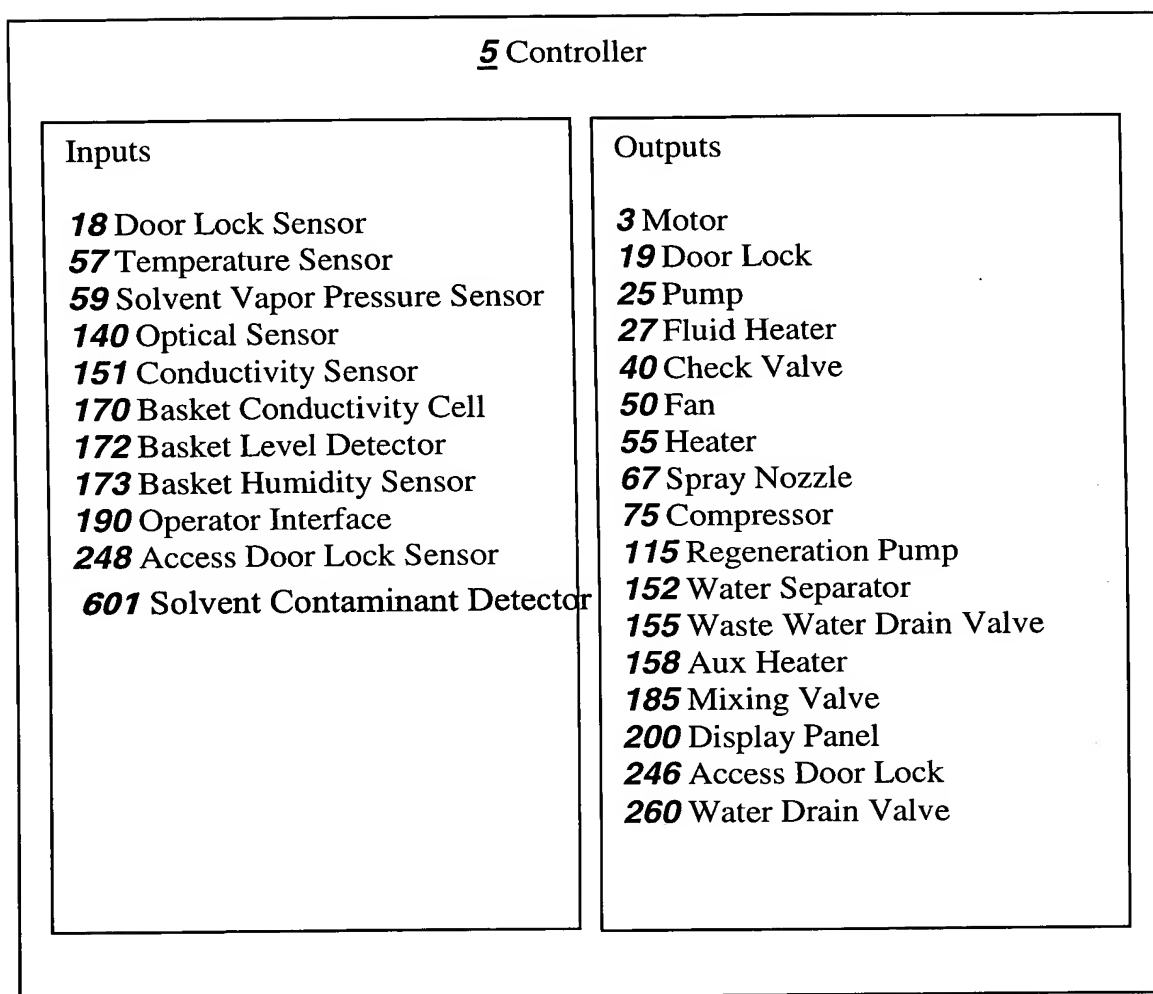 5 Controller
Inputs
18 Door Lock Sensor
57 Temperature Sensor
59 Solvent Vapor Pressure Sensor
140 Optical Sensor
151 Conductivity Sensor
170 Basket Conductivity Cell
172 Basket Level Detector
173 Basket Humidity Sensor
190 Operator Interface
248 Access Door Lock Sensor
601 Solvent Contaminant Detector
Outputs
3 Motor
19 Door Lock
25 Pump
27 Fluid Heater
40 Check Valve
50 Fan
55 Heater
67 Spray Nozzle
75 Compressor
115 Regeneration Pump
152 Water Separator
155 Waste Water Drain Valve
158 Aux Heater
185 Mixing Valve
200 Display Panel
246 Access Door Lock
260 Water Drain Valve